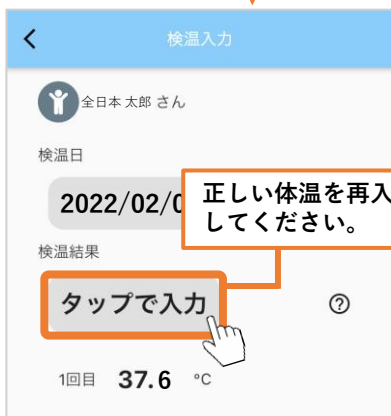 検温入力
全日本 太郎 さん
検温日
2022/02/0
正しい体温を再入
してください。
検温結果
タップで入力
1回目 37.6 °C